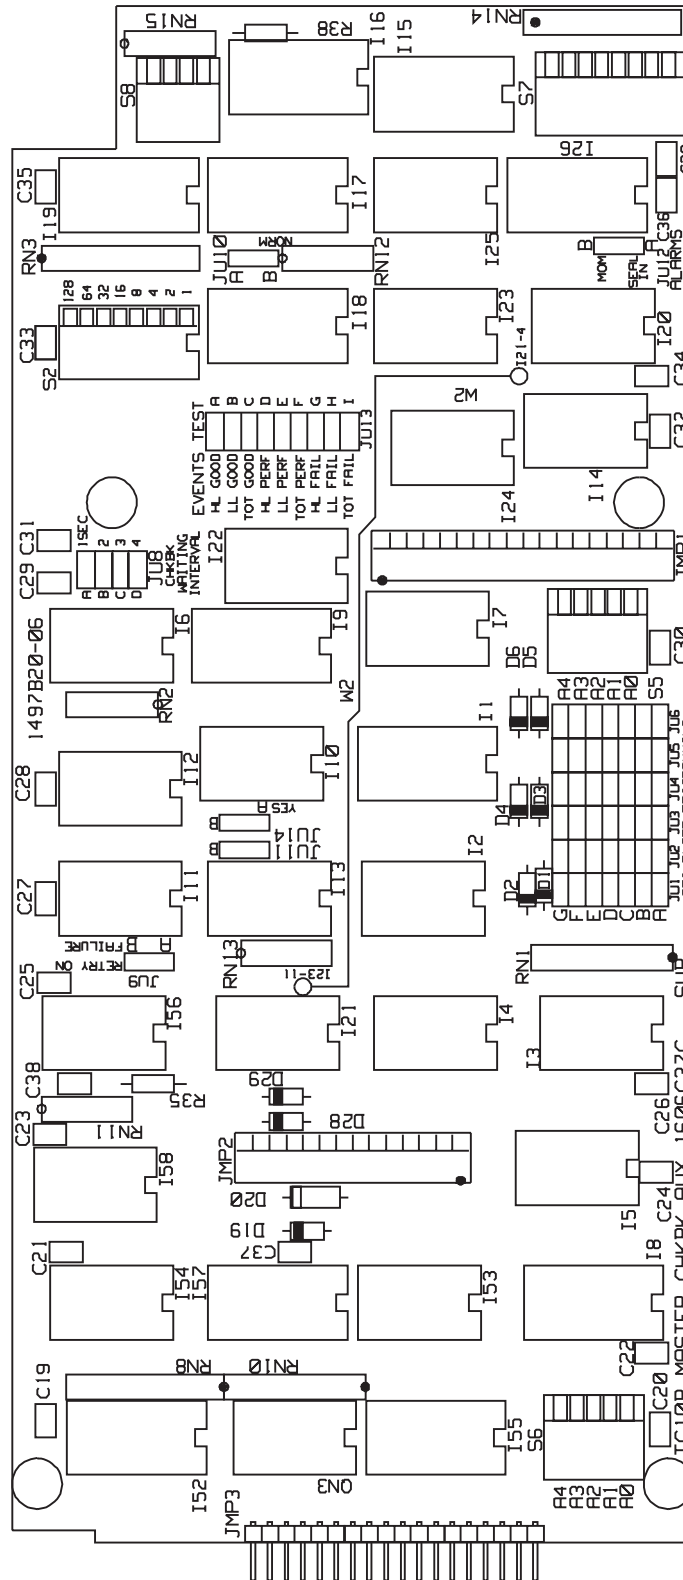 RN15
R38
I16
I15
RN14
S8
S7
C35
I19
I17
I25
I26
C36
RN3
JU10
NORM
A
B
RN12
B
A
MOM
SEAL
IN
JU12
ALARMS
128
64
32
16
8
4
2
1
C33
S2
I18
I23
I21-4
I20
C34
W2
EVENTS TEST
A
B
C
D
E
F
G
H
I
JU13
HL GOOD
LL GOOD
TOT GOOD
HL PERF
LL PERF
TOT PERF
HL FAIL
LL FAIL
TOT FAIL
I24
I14
C32
C31
C29
1SEC
2
3
4
A
B
C
D
JU8
CHKBK
WAITING
INTERVAL
I22
JMP1
1497B20-06
I6
I9
I7
D6
D5
A4
A3
A2
A1
A0
S5
C30
RN2
W2
C28
I12
I10
I1
D4
D3
JU6
JU5
JU4
JU3
JU2
JU1
YES
A
B
JU14
B
JU11
C27
I11
I13
I2
D2
D1
G
F
E
D
C
B
A
FAILURE
B
A
RETRY ON
JU9
RN13
I23-11
RN1
C25
I56
I21
I4
I3
C38
R35
D29
D28
C26
1606C37C
SUB
C23
RN11
I58
JMP2
D20
D19
C37
I5
C24
C21
I54
I57
I53
I8
C22
RN8
RN10
C19
I52
QN3
I55
S6
C20
TC10B MASTER CHKBK AUX
A4
A3
A2
A1
A0
JMP3